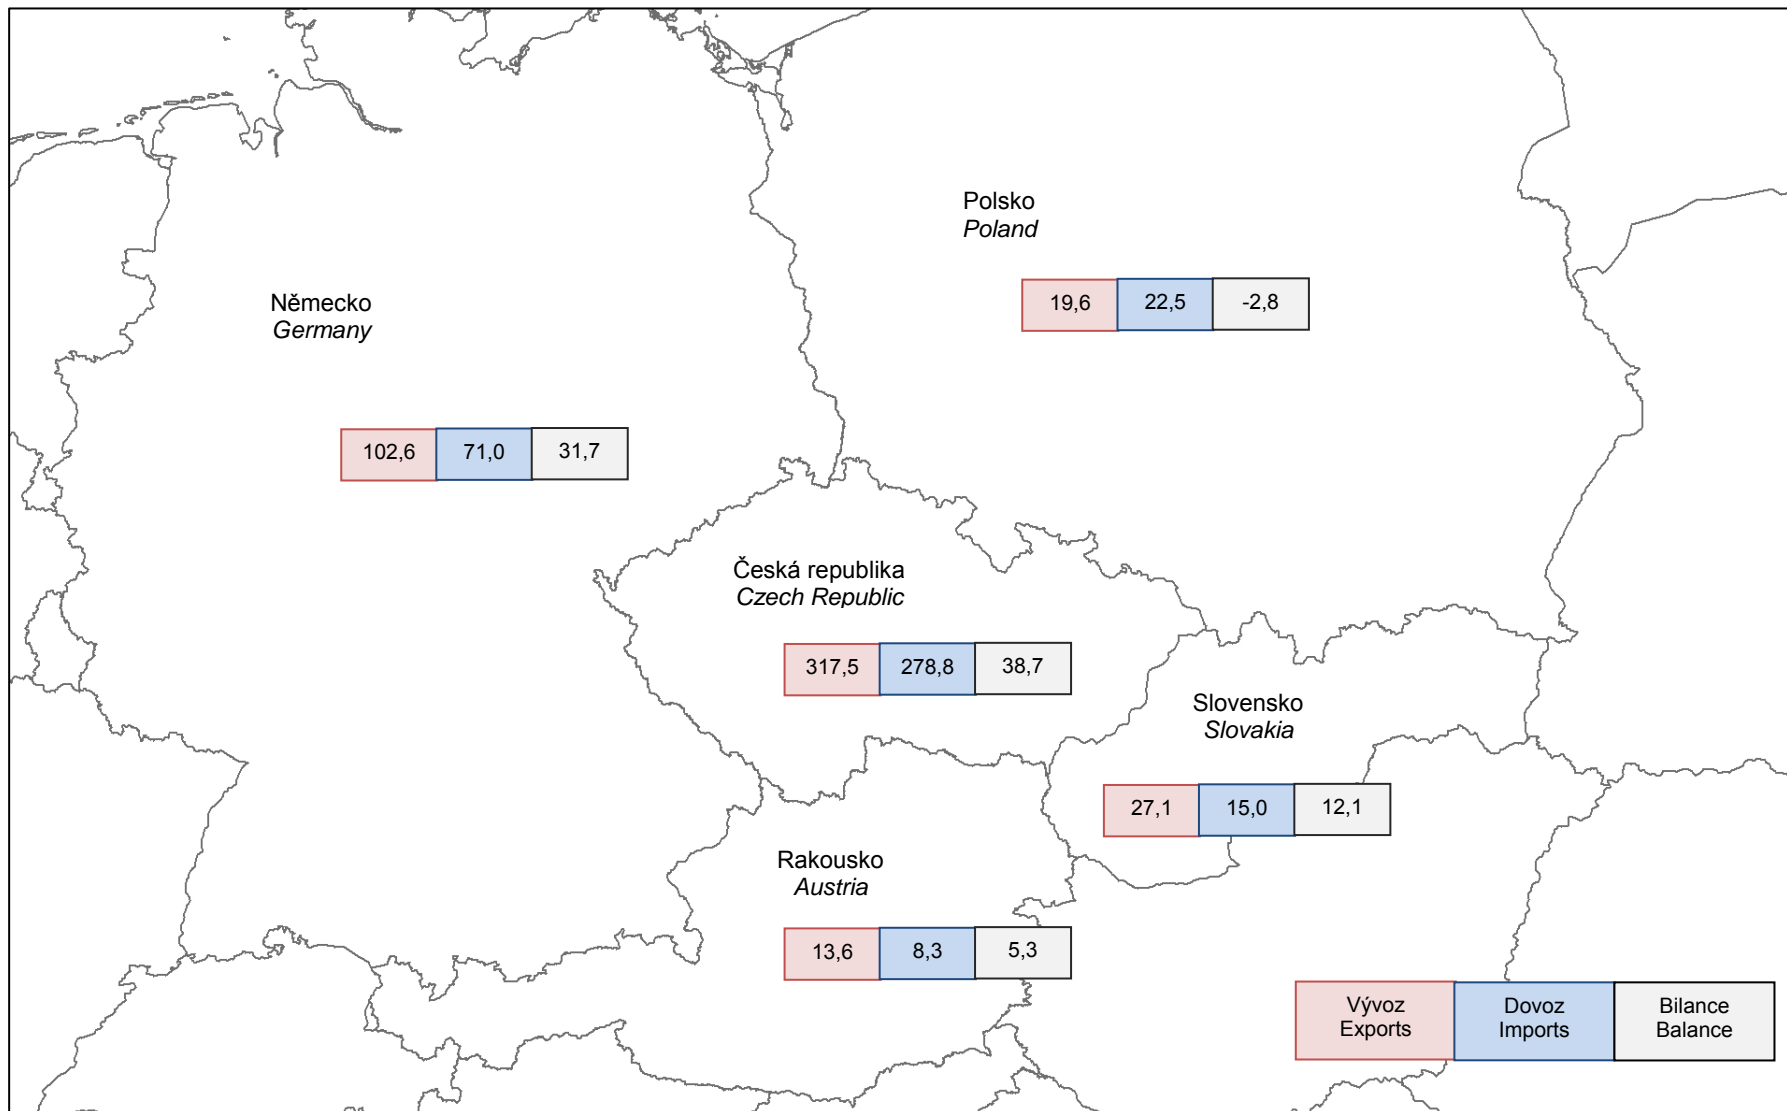 Polsko
Poland
19,6 22,5 -2,8
Německo
Germany
102,6 71,0 31,7
Česká republika
Czech Republic
317,5 278,8 38,7
Slovensko
Slovakia
27,1 15,0 12,1
Rakousko
Austria
13,6 8,3 5,3
Vývoz Dovoz Bilance
Exports Imports Balance